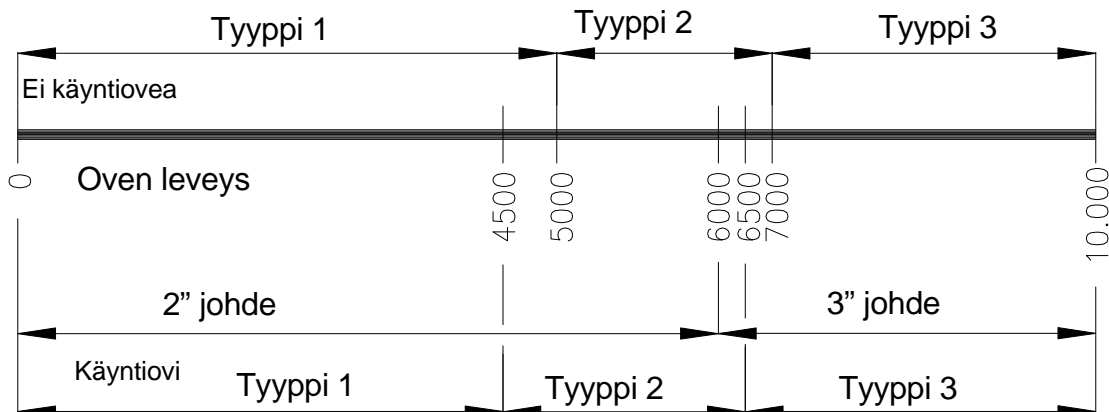 Tyyppi 1 Tyyppi 2 Tyyppi 3
Ei käyntiovea
0 Oven leveys 4500 5000 6000 6500 7000 10.000
2” johde 3” johde
Käyntiovi
Tyyppi 1 Tyyppi 2 Tyyppi 3